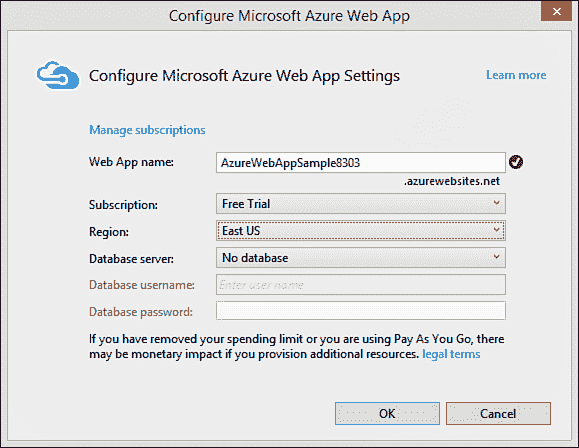 Configure Microsoft Azure Web App
Configure Microsoft Azure Web App Settings
Learn more
Manage subscriptions
Web App name:
AzureWebAppSample8303
.azurewebsites.net
Subscription:
Free Trial
Region:
East US
Database server:
No database
Database username:
Enter user name
Database password:
If you have removed your spending limit or you are using Pay As You Go, there
may be monetary impact if you provision additional resources. legal terms
OK
Cancel